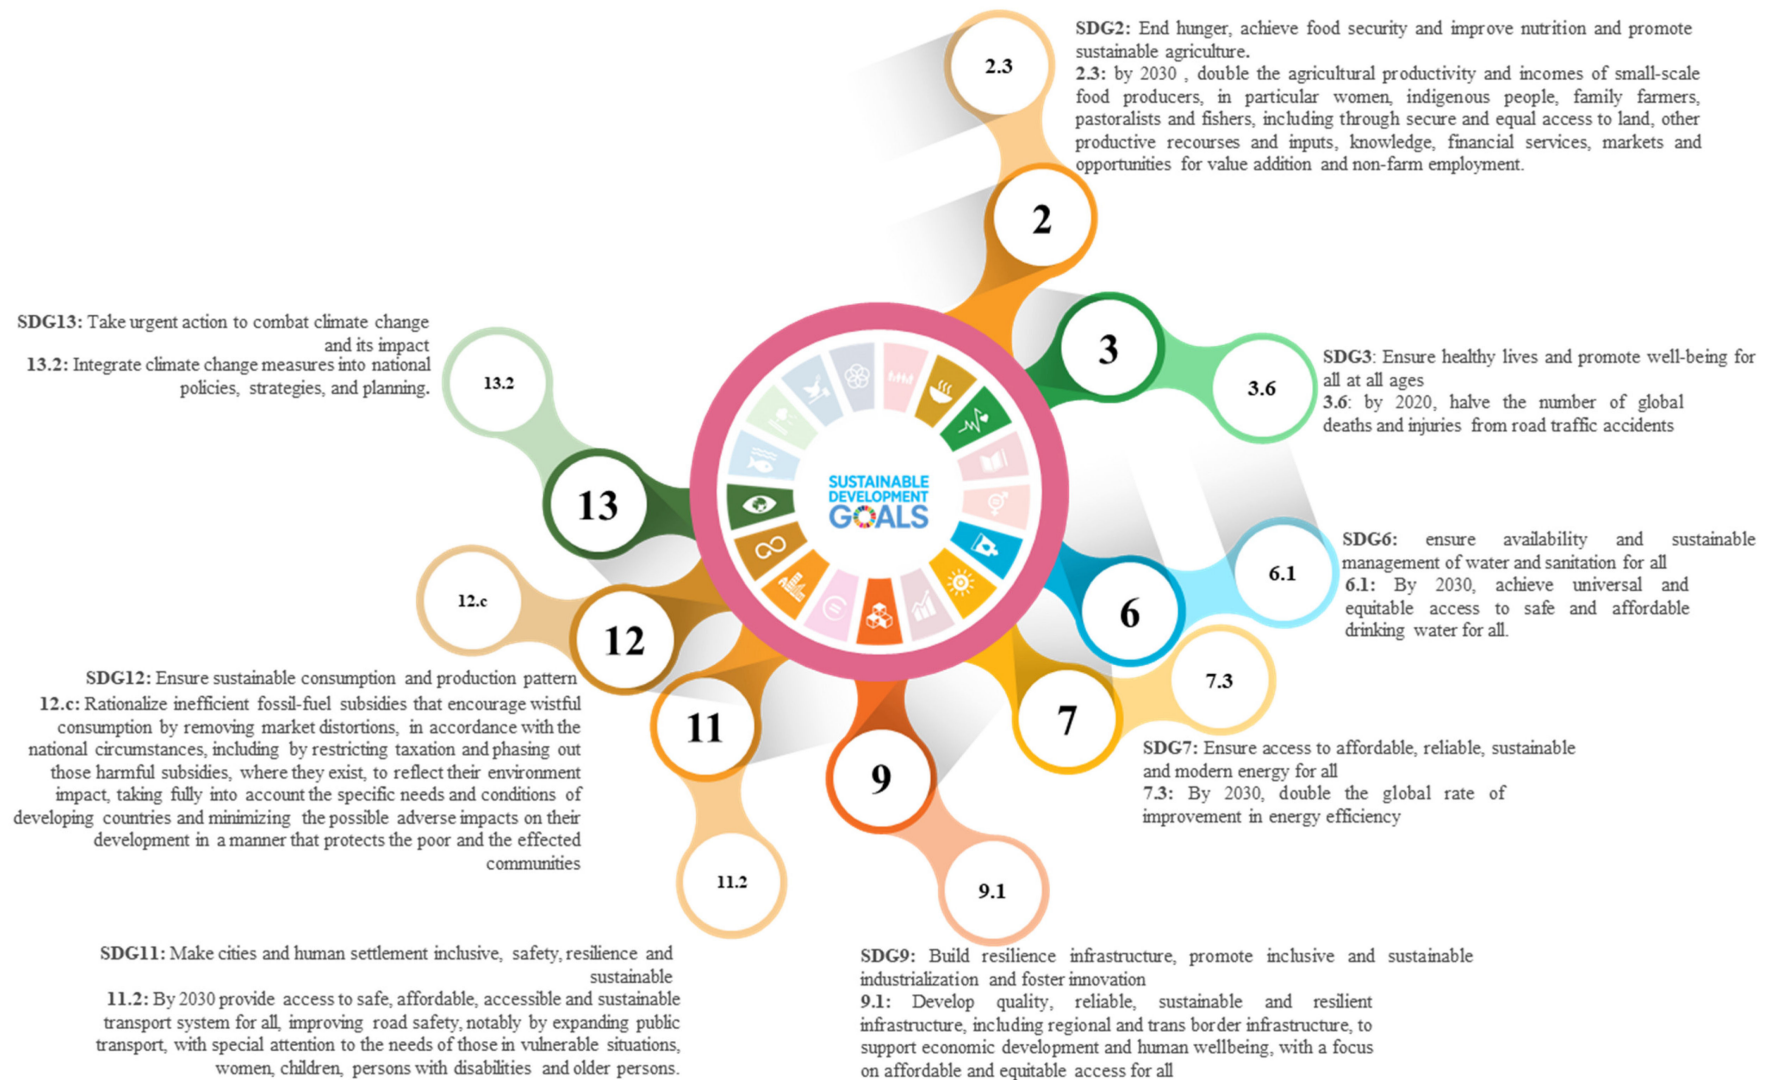 2.3
SDG2: End hunger, achieve food security and improve nutrition and promote
sustainable agriculture.
2.3: by 2030 , double the agricultural productivity and incomes of small-scale
food producers, in particular women, indigenous people, family farmers,
pastoralists and fishers, including through secure and equal access to land, other
productive recourses and inputs, knowledge, financial services, markets and
opportunities for value addition and non-farm employment.
2
3
3.6
SDG3: Ensure healthy lives and promote well-being for
all at all ages
3.6: by 2020, halve the number of global
deaths and injuries from road traffic accidents
SUSTAINABLE
DEVELOPMENT
GOALS
6
6.1
SDG6: ensure availability and sustainable
management of water and sanitation for all
6.1: By 2030, achieve universal and
equitable access to safe and affordable
drinking water for all.
7
7.3
SDG7: Ensure access to affordable, reliable, sustainable
and modern energy for all
7.3: By 2030, double the global rate of
improvement in energy efficiency
9
9.1
SDG9: Build resilience infrastructure, promote inclusive and sustainable
industrialization and foster innovation
9.1: Develop quality, reliable, sustainable and resilient
infrastructure, including regional and trans border infrastructure, to
support economic development and human wellbeing, with a focus
on affordable and equitable access for all
11
11.2
SDG11: Make cities and human settlement inclusive, safety, resilience and
sustainable
11.2: By 2030 provide access to safe, affordable, accessible and sustainable
transport system for all, improving road safety, notably by expanding public
transport, with special attention to the needs of those in vulnerable situations,
women, children, persons with disabilities and older persons.
12
12.c
SDG12: Ensure sustainable consumption and production pattern
12.c: Rationalize inefficient fossil-fuel subsidies that encourage wistful
consumption by removing market distortions, in accordance with the
national circumstances, including by restricting taxation and phasing out
those harmful subsidies, where they exist, to reflect their environment
impact, taking fully into account the specific needs and conditions of
developing countries and minimizing the possible adverse impacts on their
development in a manner that protects the poor and the effected
communities
13
13.2
SDG13: Take urgent action to combat climate change
and its impact
13.2: Integrate climate change measures into national
policies, strategies, and planning.